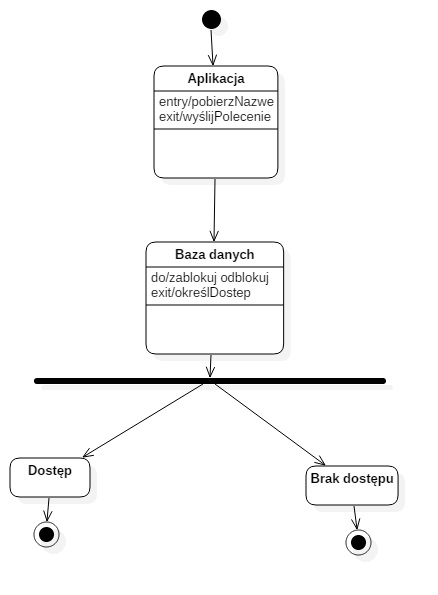 Aplikacja
entry/pobierzNazwe
exit/wyślijPolecenie
Baza danych
do/zablokuj odblokuj
exit/określDostep
Dostęp
Brak dostępu